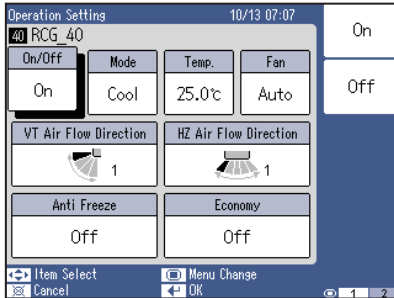 Operation Setting 10/13 07:07
40 RCG_40
On/Off Mode Temp. Fan
On Cool 25.0℃ Auto
VT Air Flow Direction HZ Air Flow Direction
1 1
Anti Freeze Economy
Off Off
Item Select Menu Change
Cancel OK
On
Off
1 2